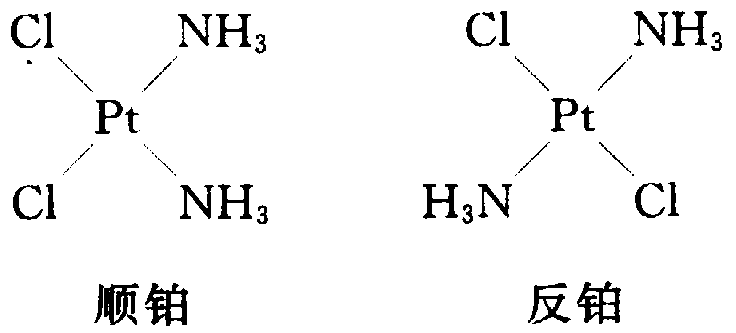 Cl NH₃ Cl NH₃
Pt Pt
Cl NH₃ H₃N Cl
顺铂 反铂